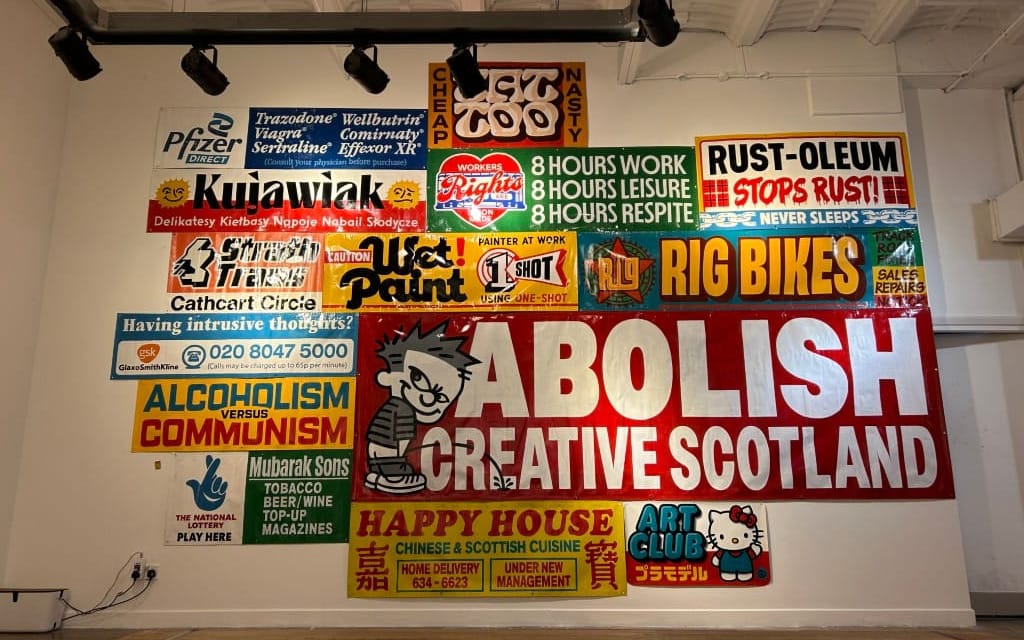 CHEAP
TATTOO
NASTY
Pfizer
DIRECT
Trazodone® Wellbutrin®
Viagra® Comirnaty®
Sertraline® Effexor XR®
(Consult your physician before purchase)
WORKERS
Rights
8 HOURS WORK
8 HOURS LEISURE
8 HOURS RESPITE
RUST-OLEUM
STOPS RUST!
NEVER SLEEPS
Kujawiak
Delikatesy Kiełbasy Napoje Nabail Słodycze
Cathcart Circle
CAUTION
Wet!
Paint
PAINTER AT WORK
1 SHOT
USING ONE-SHOT
RIG BIKES
TRACK
SALES
REPAIRS
Having intrusive thoughts?
gsk
GlaxoSmithKline
020 8047 5000
(Calls may be charged up to 65p per minute)
ABOLISH
CREATIVE SCOTLAND
ALCOHOLISM
VERSUS
COMMUNISM
THE NATIONAL
LOTTERY
PLAY HERE
Mubarak Sons
TOBACCO
BEER/WINE
TOP-UP
MAGAZINES
HAPPY HOUSE
CHINESE & SCOTTISH CUISINE
嘉
HOME DELIVERY
634-6623
UNDER NEW
MANAGEMENT
寶
ART
CLUB
プラモデル